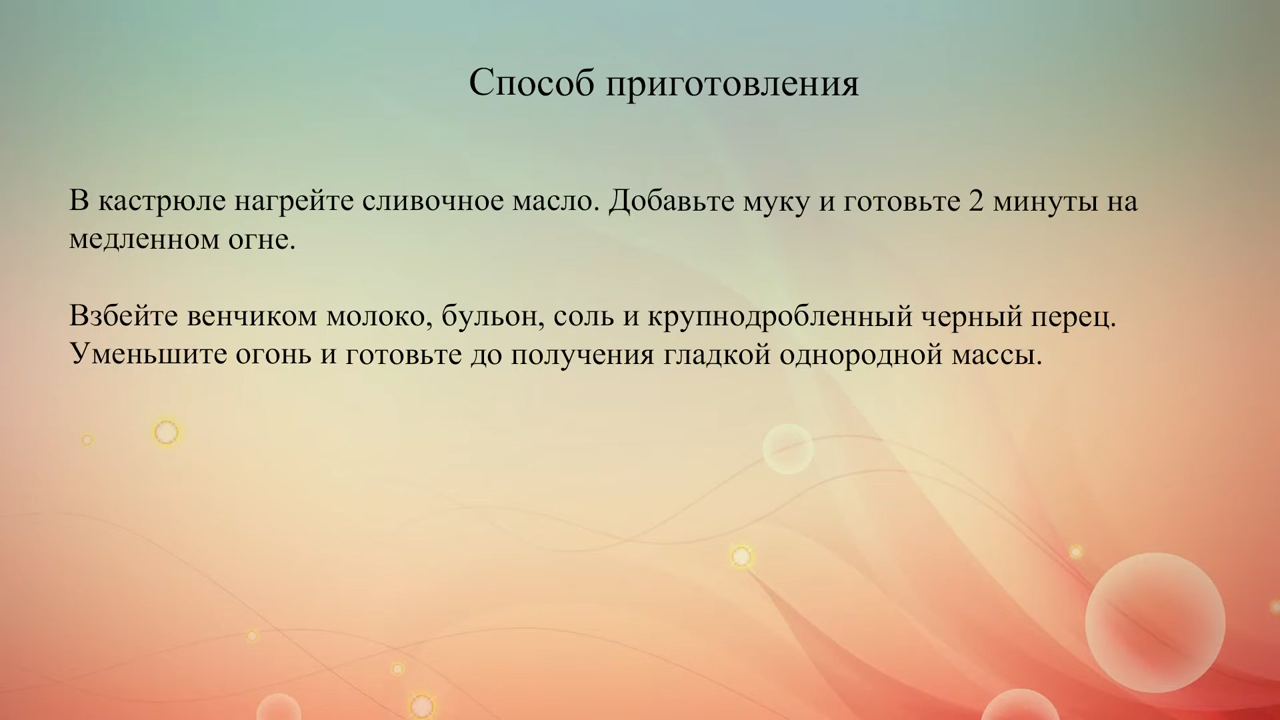 Способ приготовления
В кастрюле нагрейте сливочное масло. Добавьте муку и готовьте 2 минуты на
медленном огне.
Взбейте венчиком молоко, бульон, соль и крупнодробленный черный перец.
Уменьшите огонь и готовьте до получения гладкой однородной массы.